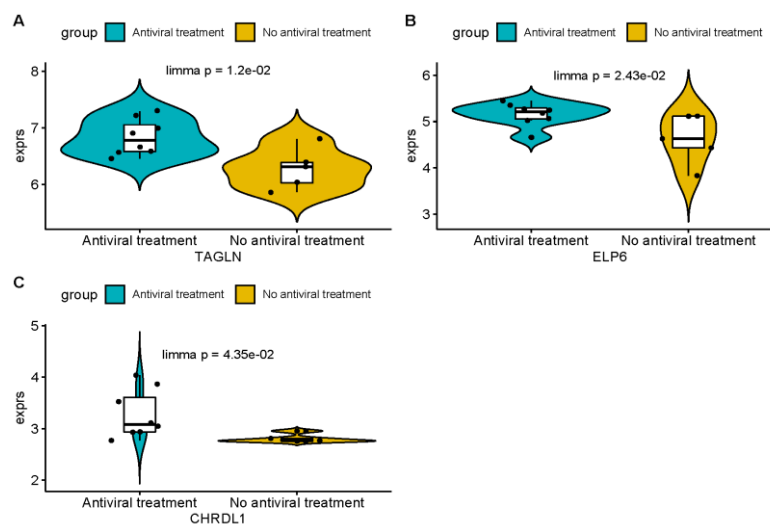 A
group Antiviral treatment No antiviral treatment
limma p = 1.2e-02
8
7
6
exprs
Antiviral treatment No antiviral treatment
TAGLN
B
group Antiviral treatment No antiviral treatment
limma p = 2.43e-02
6
5
4
3
exprs
Antiviral treatment No antiviral treatment
ELP6
C
group Antiviral treatment No antiviral treatment
limma p = 4.35e-02
5
4
3
2
exprs
Antiviral treatment No antiviral treatment
CHRDL1